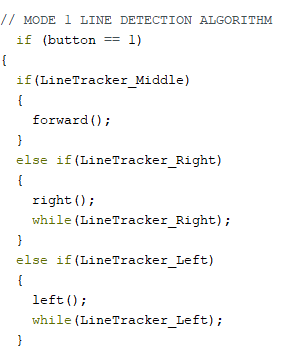 // MODE 1 LINE DETECTION ALGORITHM
if (button == 1)
{
if(LineTracker_Middle)
{
forward();
}
else if(LineTracker_Right)
{
right();
while(LineTracker_Right);
}
else if(LineTracker_Left)
{
left();
while(LineTracker_Left);
}